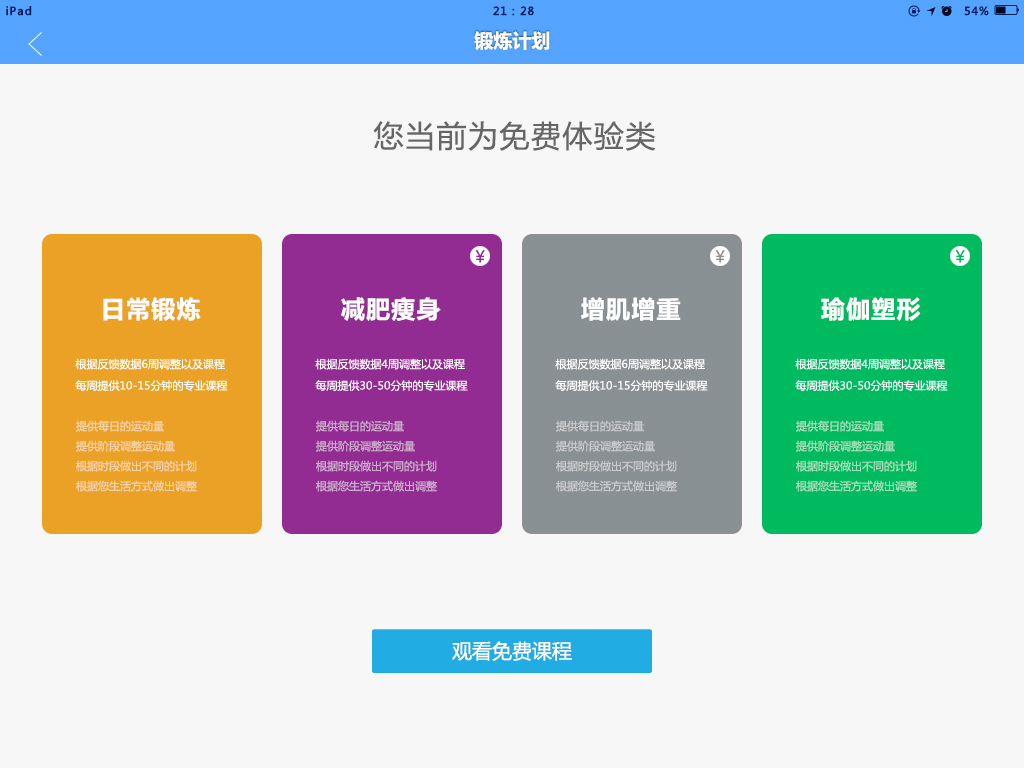 iPad
21：28
54%
锻炼计划
您当前为免费体验类
日常锻炼
根据反馈数据6周调整以及课程
每周提供10-15分钟的专业课程
提供每日的运动量
提供阶段调整运动量
根据时段做出不同的计划
根据您生活方式做出调整
¥
减肥瘦身
根据反馈数据4周调整以及课程
每周提供30-50分钟的专业课程
提供每日的运动量
提供阶段调整运动量
根据时段做出不同的计划
根据您生活方式做出调整
¥
增肌增重
根据反馈数据6周调整以及课程
每周提供10-15分钟的专业课程
提供每日的运动量
提供阶段调整运动量
根据时段做出不同的计划
根据您生活方式做出调整
¥
瑜伽塑形
根据反馈数据4周调整以及课程
每周提供30-50分钟的专业课程
提供每日的运动量
提供阶段调整运动量
根据时段做出不同的计划
根据您生活方式做出调整
观看免费课程